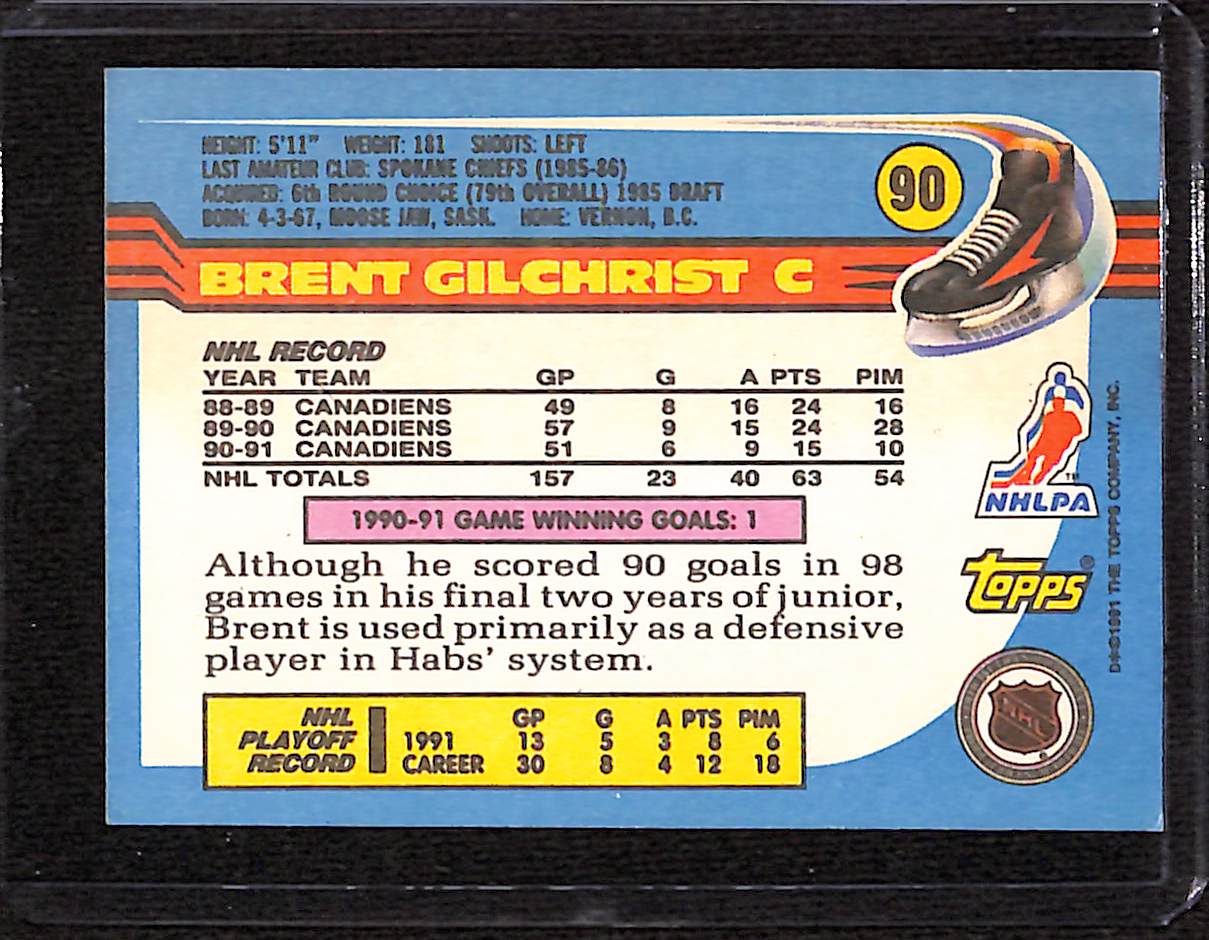 HEIGHT: 5'11" WEIGHT: 181 SHOOTS: LEFT
LAST AMATEUR CLUB: SPOKANE CHIEFS (1985-86)
ACQUIRED: 6th ROUND CHOICE (79th OVERALL) 1985 DRAFT
BORN: 4-3-67, MOOSE JAW, SASK. HOME: VERNON, B.C.
90
BRENT GILCHRIST C
NHL RECORD
YEAR TEAM GP G A PTS PIM
88-89 CANADIENS 49 8 16 24 16
89-90 CANADIENS 57 9 15 24 28
90-91 CANADIENS 51 6 9 15 10
NHL TOTALS 157 23 40 63 54
1990-91 GAME WINNING GOALS: 1
Although he scored 90 goals in 98
games in his final two years of junior,
Brent is used primarily as a defensive
player in Habs' system.
NHL PLAYOFF RECORD
GP G A PTS PIM
1991 13 5 3 8 6
CAREER 30 8 4 12 18
TM
NHLPA
TOPPS®
NHL
©1991 THE TOPPS COMPANY, INC.